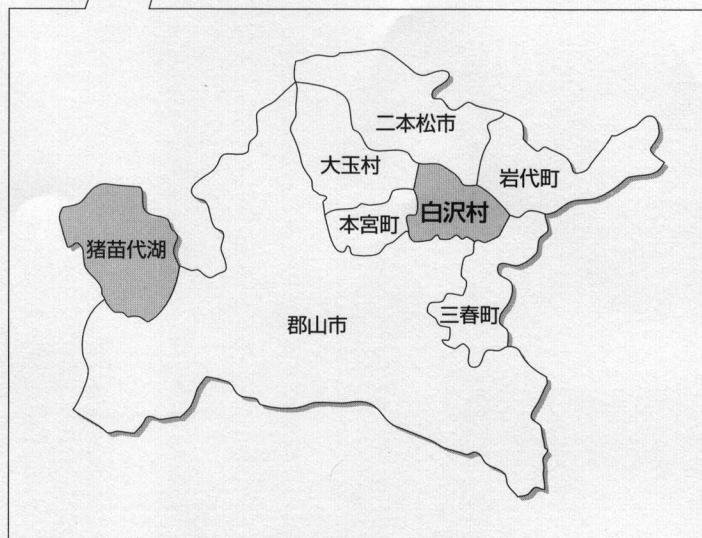 二本松市
大玉村
岩代町
本宮町
白沢村
猪苗代湖
三春町
郡山市